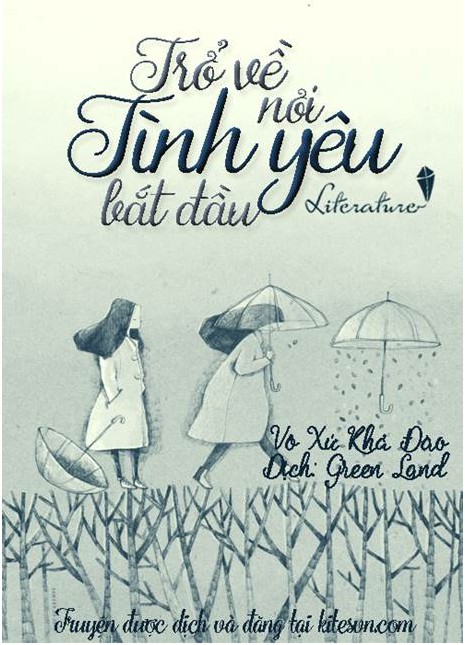 Trở về
nơi
Tình yêu
bắt đầu
Literature
Vô Xứ Khả Đào
Dịch: Green Land
Truyện được dịch và đăng tại kitesvn.com